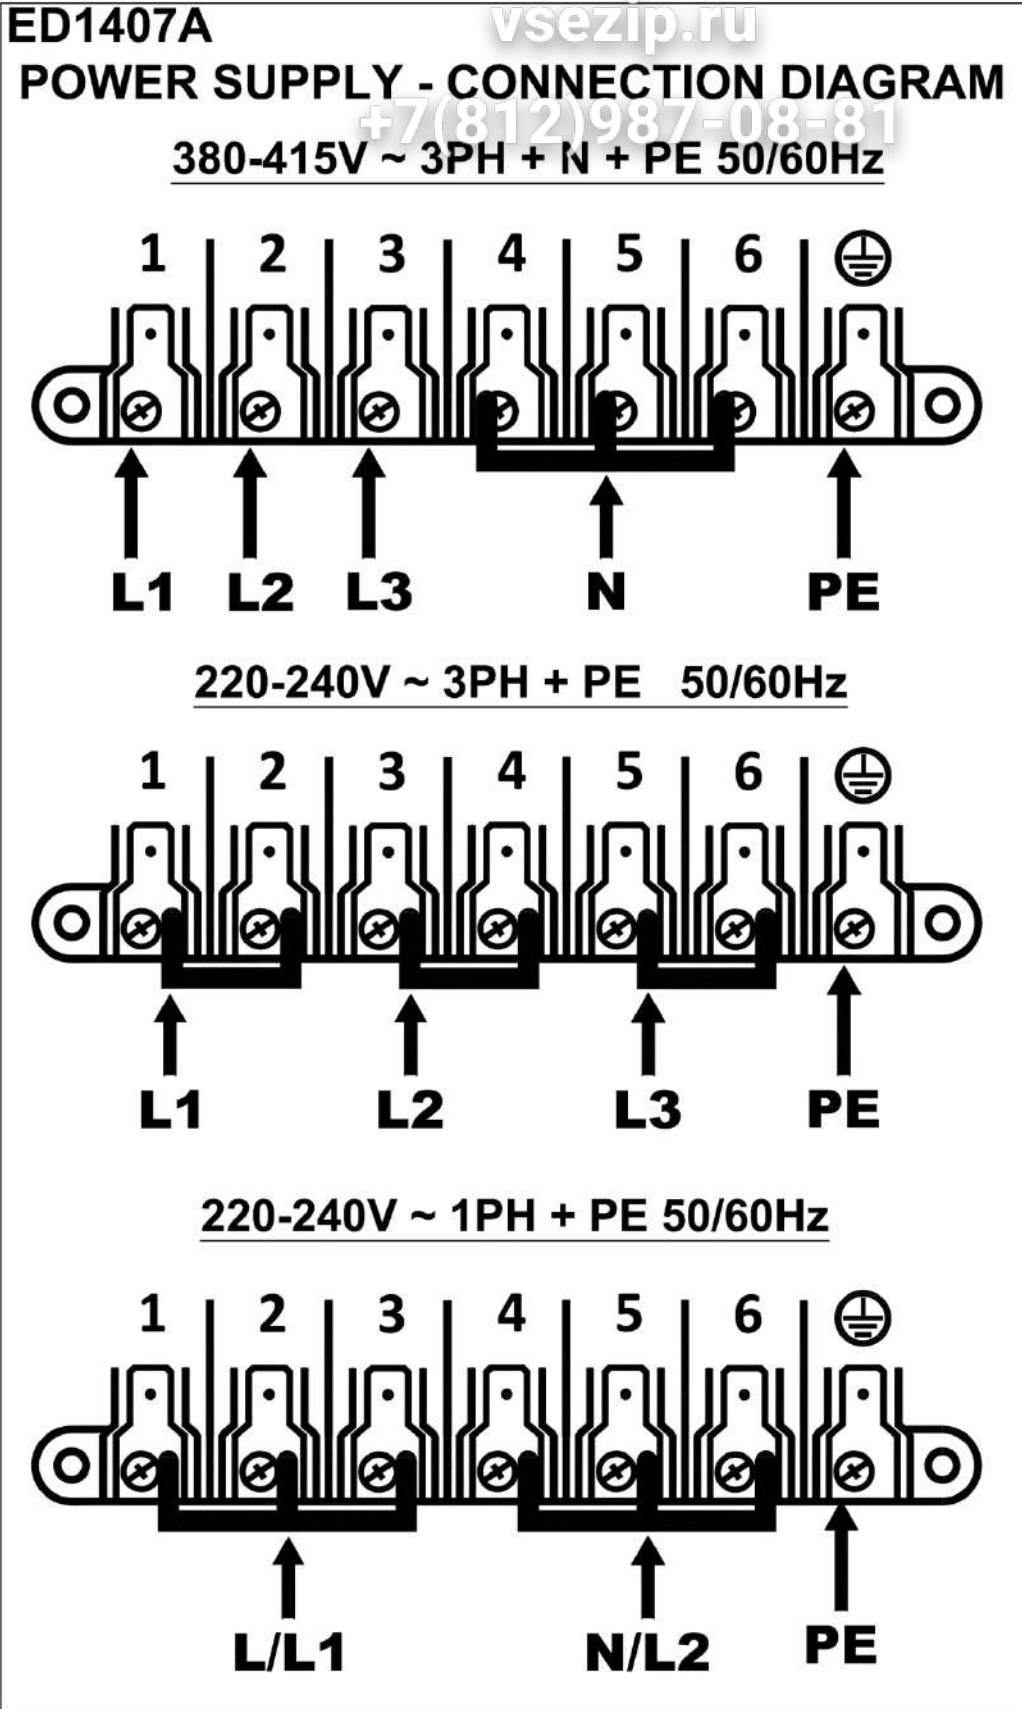 ED1407A
vsezip.ru
POWER SUPPLY - CONNECTION DIAGRAM
+7(812)987-08-81
380-415V ~ 3PH + N + PE 50/60Hz
1 2 3 4 5 6
L1 L2 L3 N PE
220-240V ~ 3PH + PE 50/60Hz
1 2 3 4 5 6
L1 L2 L3 PE
220-240V ~ 1PH + PE 50/60Hz
1 2 3 4 5 6
L/L1 N/L2 PE